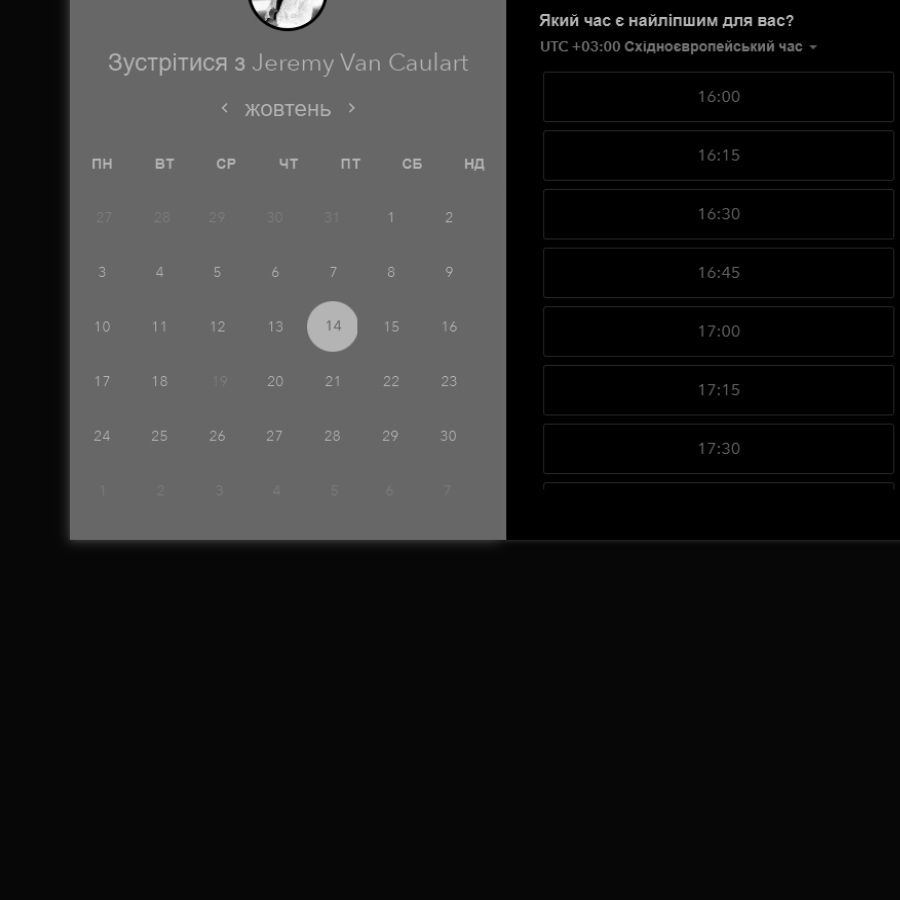 Зустрітися з Jeremy Van Caulart
жовтень
ПН ВТ СР ЧТ ПТ СБ НД
27 28 29 30 31 1 2
3 4 5 6 7 8 9
10 11 12 13 14 15 16
17 18 19 20 21 22 23
24 25 26 27 28 29 30
1 2 3 4 5 6 7
Який час є найліпшим для вас?
UTC +03:00 Східноєвропейський час
16:00
16:15
16:30
16:45
17:00
17:15
17:30